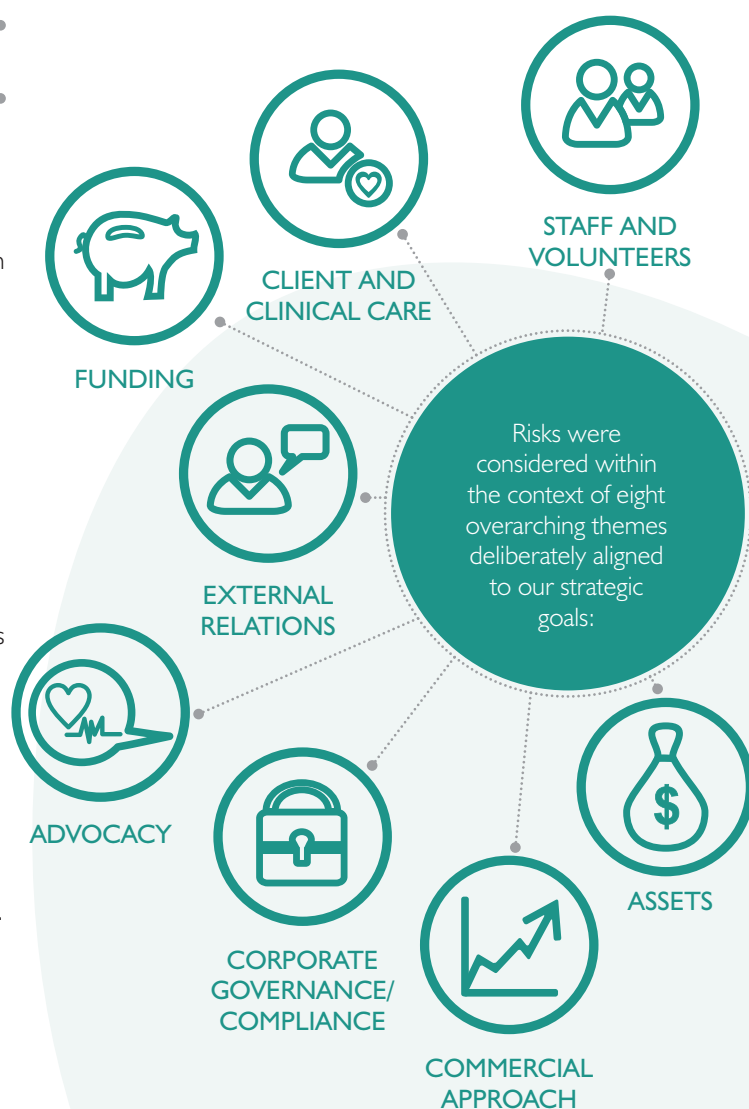 STAFF AND
VOLUNTEERS
CLIENT AND
CLINICAL CARE
FUNDING
Risks were
considered within
the context of eight
overarching themes
deliberately aligned
to our strategic
goals:
EXTERNAL
RELATIONS
ADVOCACY
$
ASSETS
CORPORATE
GOVERNANCE/
COMPLIANCE
COMMERCIAL
APPROACH